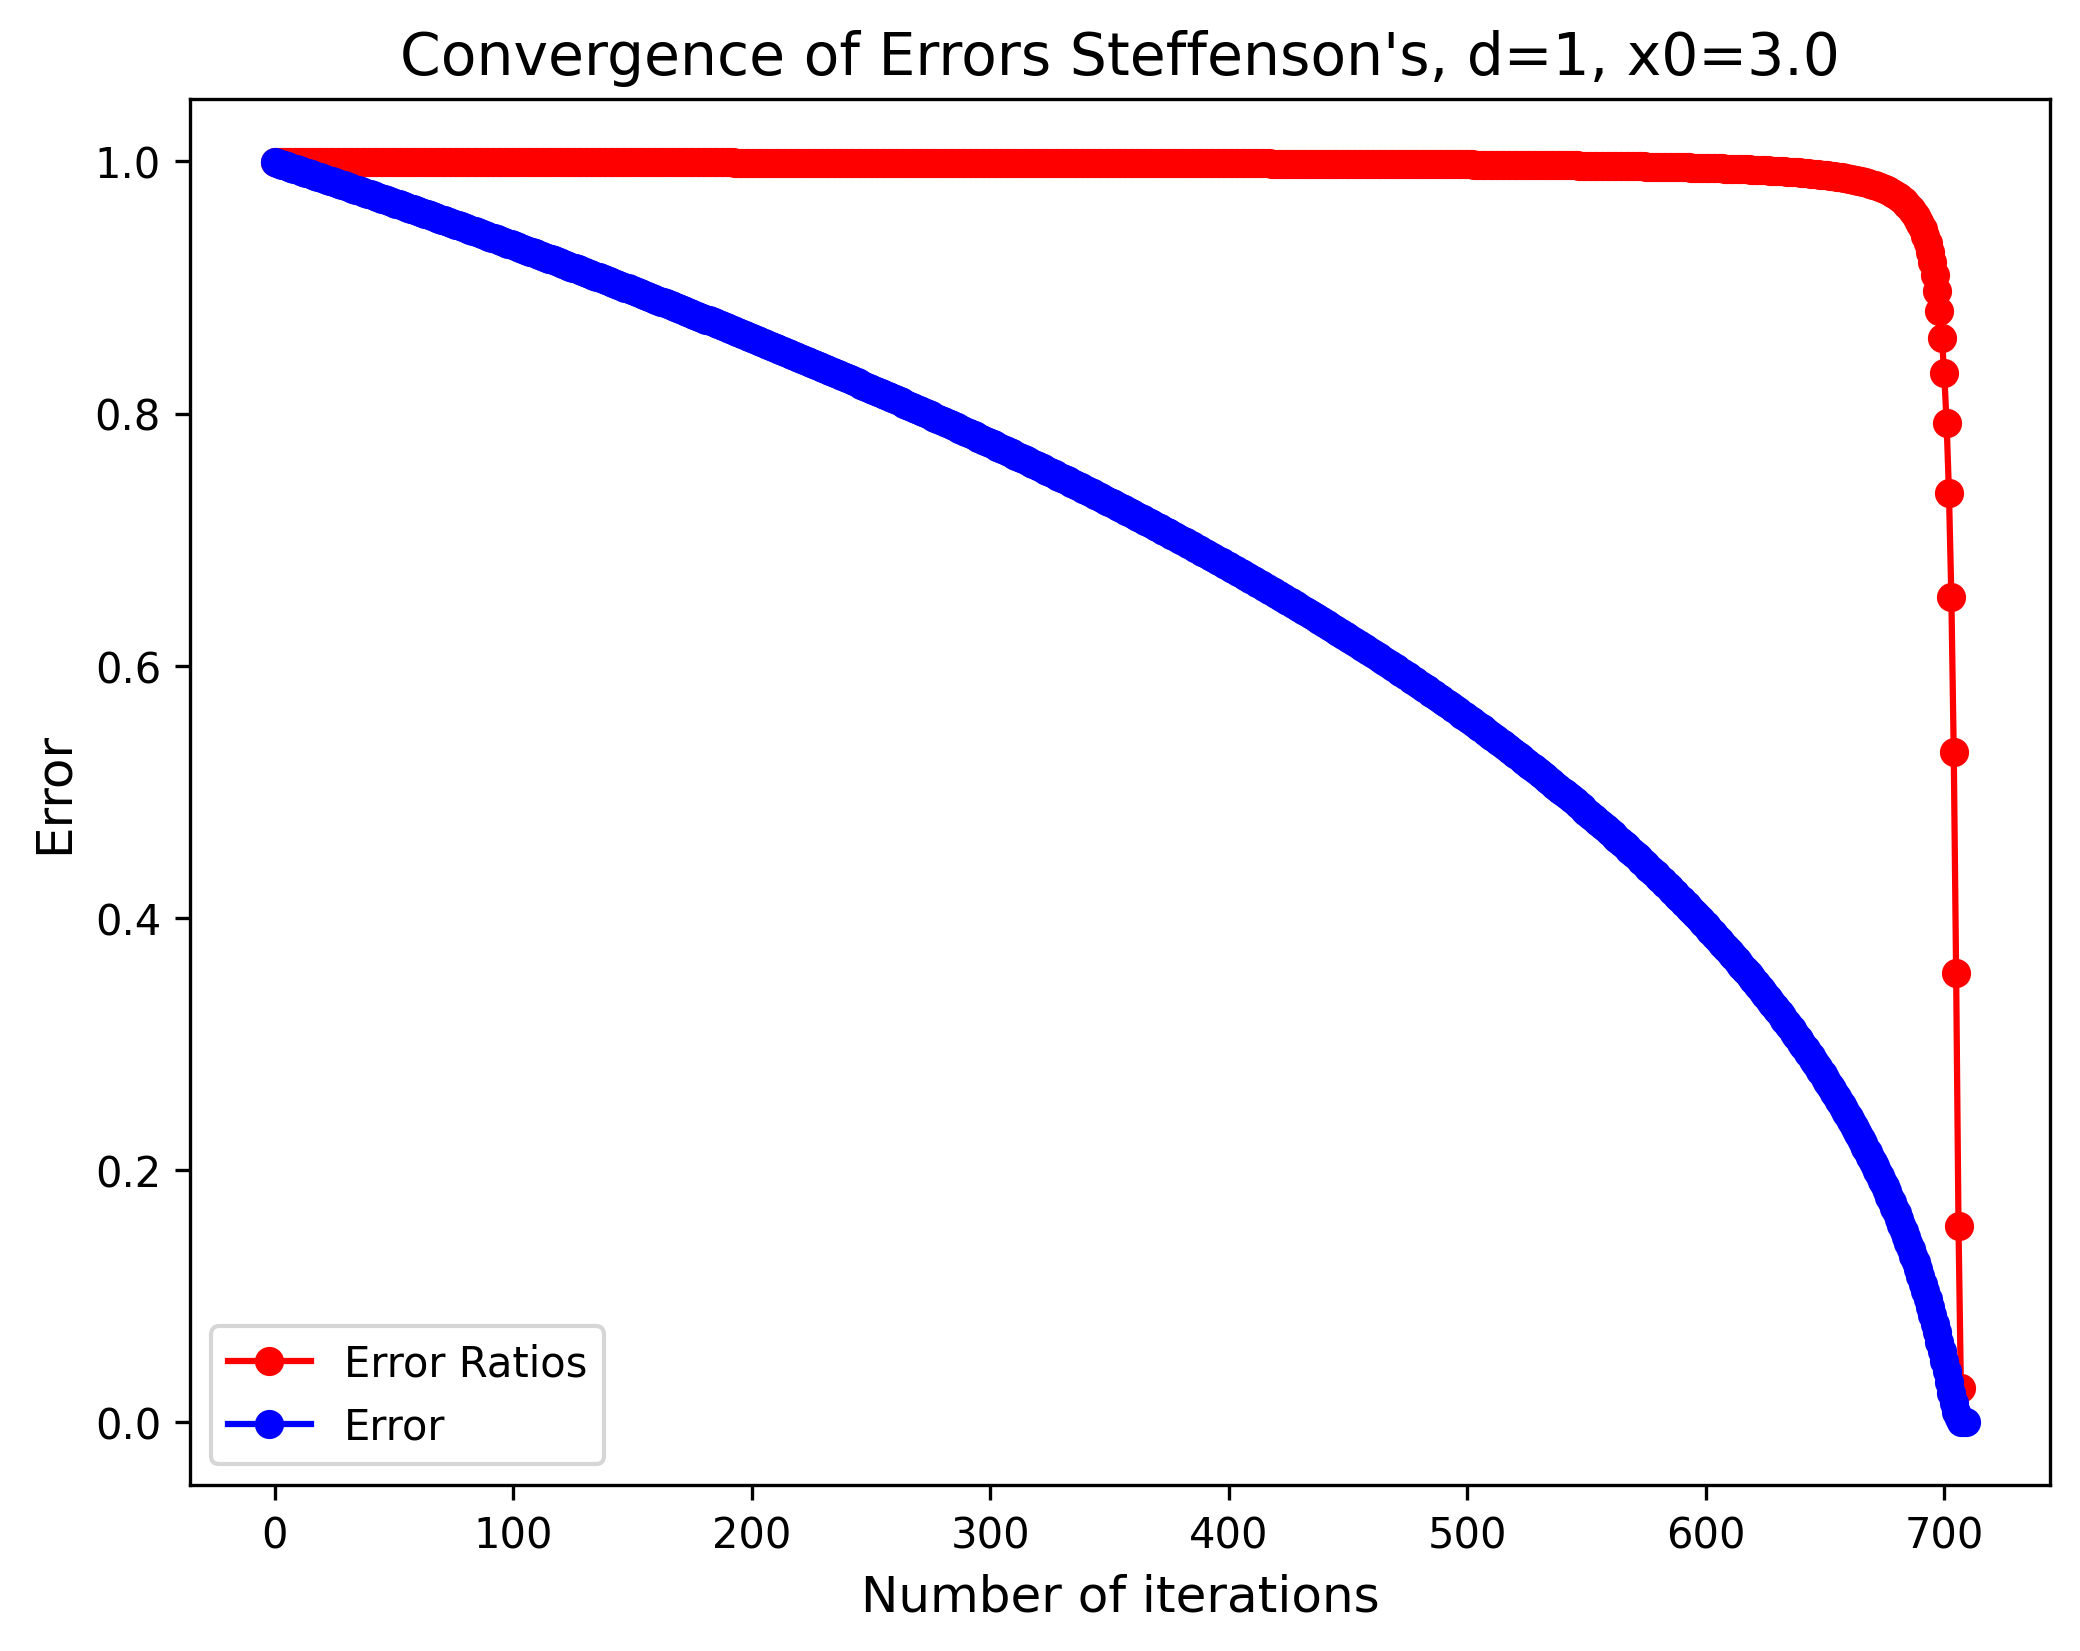 Convergence of Errors Steffenson's, d=1, x0=3.0
1.0
0.8
0.6
0.4
0.2
0.0
Error
Error Ratios
Error
0 100 200 300 400 500 600 700
Number of iterations